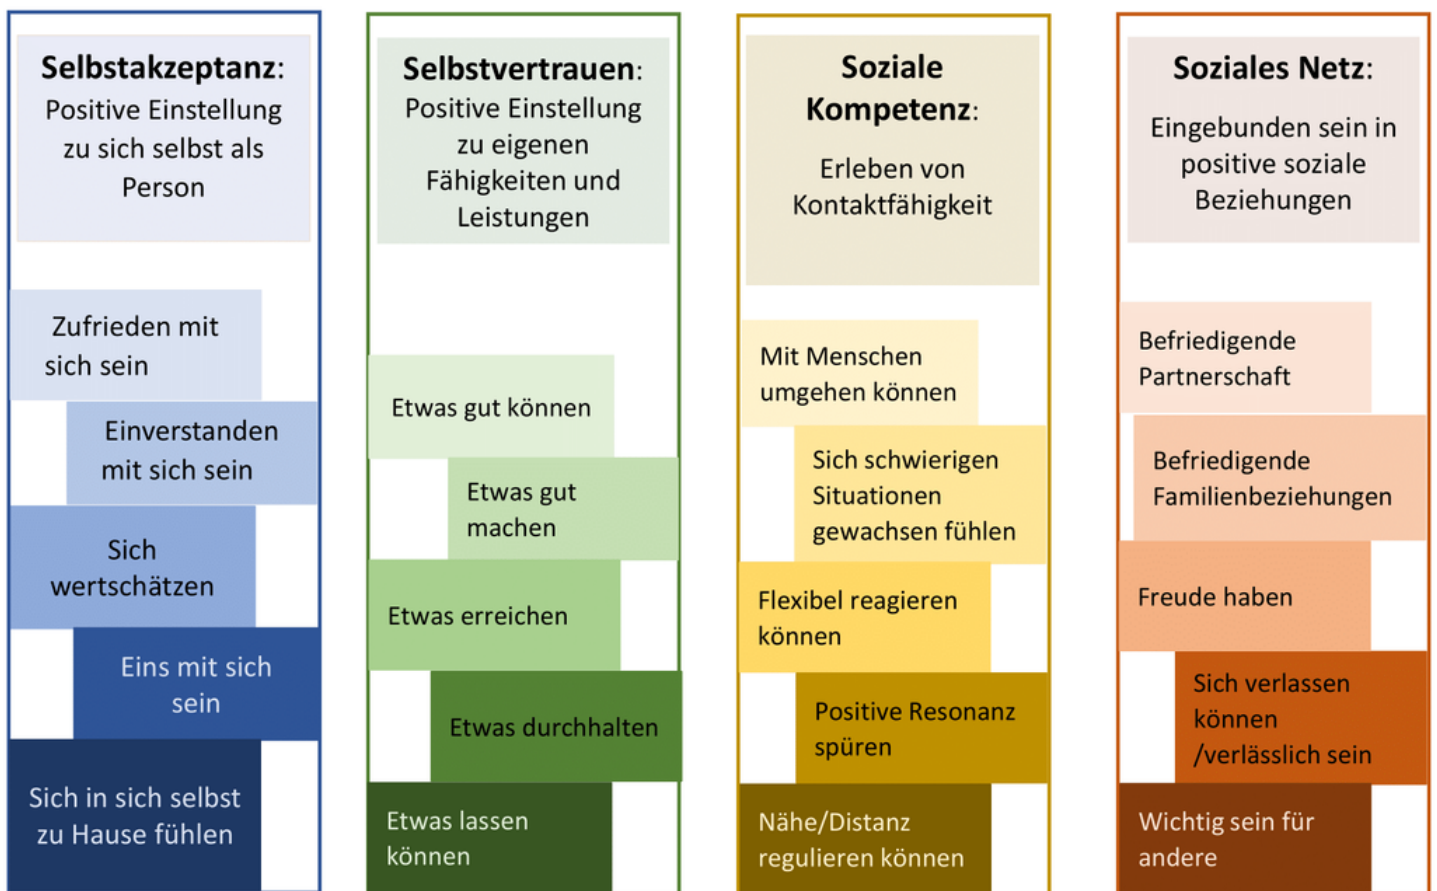 Selbstakzeptanz:
Positive Einstellung
zu sich selbst als
Person
Zufrieden mit
sich sein
Einverstanden
mit sich sein
Sich
wertschätzen
Eins mit sich
sein
Sich in sich selbst
zu Hause fühlen
Selbstvertrauen:
Positive Einstellung
zu eigenen
Fähigkeiten und
Leistungen
Etwas gut können
Etwas gut
machen
Etwas erreichen
Etwas durchhalten
Etwas lassen
können
Soziale
Kompetenz:
Erleben von
Kontaktfähigkeit
Mit Menschen
umgehen können
Sich schwierigen
Situationen
gewachsen fühlen
Flexibel reagieren
können
Positive Resonanz
spüren
Nähe/Distanz
regulieren können
Soziales Netz:
Eingebunden sein in
positive soziale
Beziehungen
Befriedigende
Partnerschaft
Befriedigende
Familienbeziehungen
Freude haben
Sich verlassen
können
/verlässlich sein
Wichtig sein für
andere